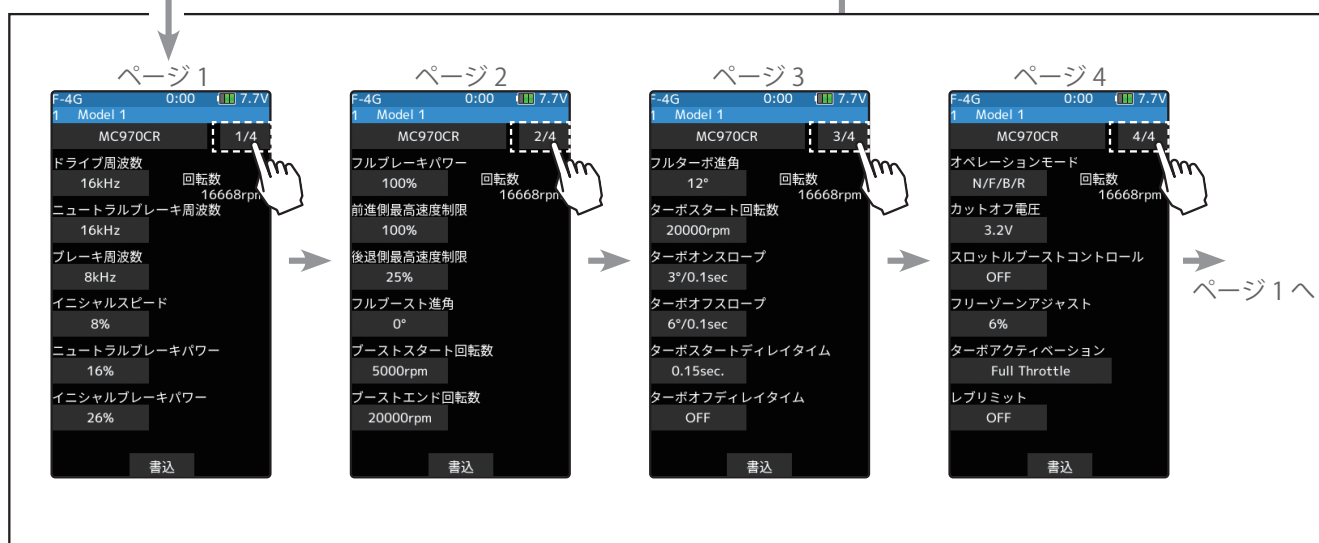 ページ 1
F-4G 0:00 7.7V
1 Model 1
MC970CR 1/4
ドライブ周波数
16kHz
回転数
16668rpm
ニュートラルブレーキ周波数
16kHz
ブレーキ周波数
8kHz
イニシャルスピード
8%
ニュートラルブレーキパワー
16%
イニシャルブレーキパワー
26%
書込
ページ 2
F-4G 0:00 7.7V
1 Model 1
MC970CR 2/4
フルブレーキパワー
100%
回転数
16668rpm
前進側最高速度制限
100%
後退側最高速度制限
25%
フルブースト進角
0°
ブーストスタート回転数
5000rpm
ブーストエンド回転数
20000rpm
書込
ページ 3
F-4G 0:00 7.7V
1 Model 1
MC970CR 3/4
フルターボ進角
12°
回転数
16668rpm
ターボスタート回転数
20000rpm
ターボオンスロープ
3°/0.1sec
ターボオフスロープ
6°/0.1sec
ターボスタートディレイタイム
0.15sec.
ターボオフディレイタイム
OFF
書込
ページ 4
F-4G 0:00 7.7V
1 Model 1
MC970CR 4/4
オペレーションモード
N/F/B/R
回転数
16668rpm
カットオフ電圧
3.2V
スロットルブーストコントロール
OFF
フリーゾーンアジャスト
6%
ターボアクティベーション
Full Throttle
レブリミット
OFF
書込
ページ 1 へ